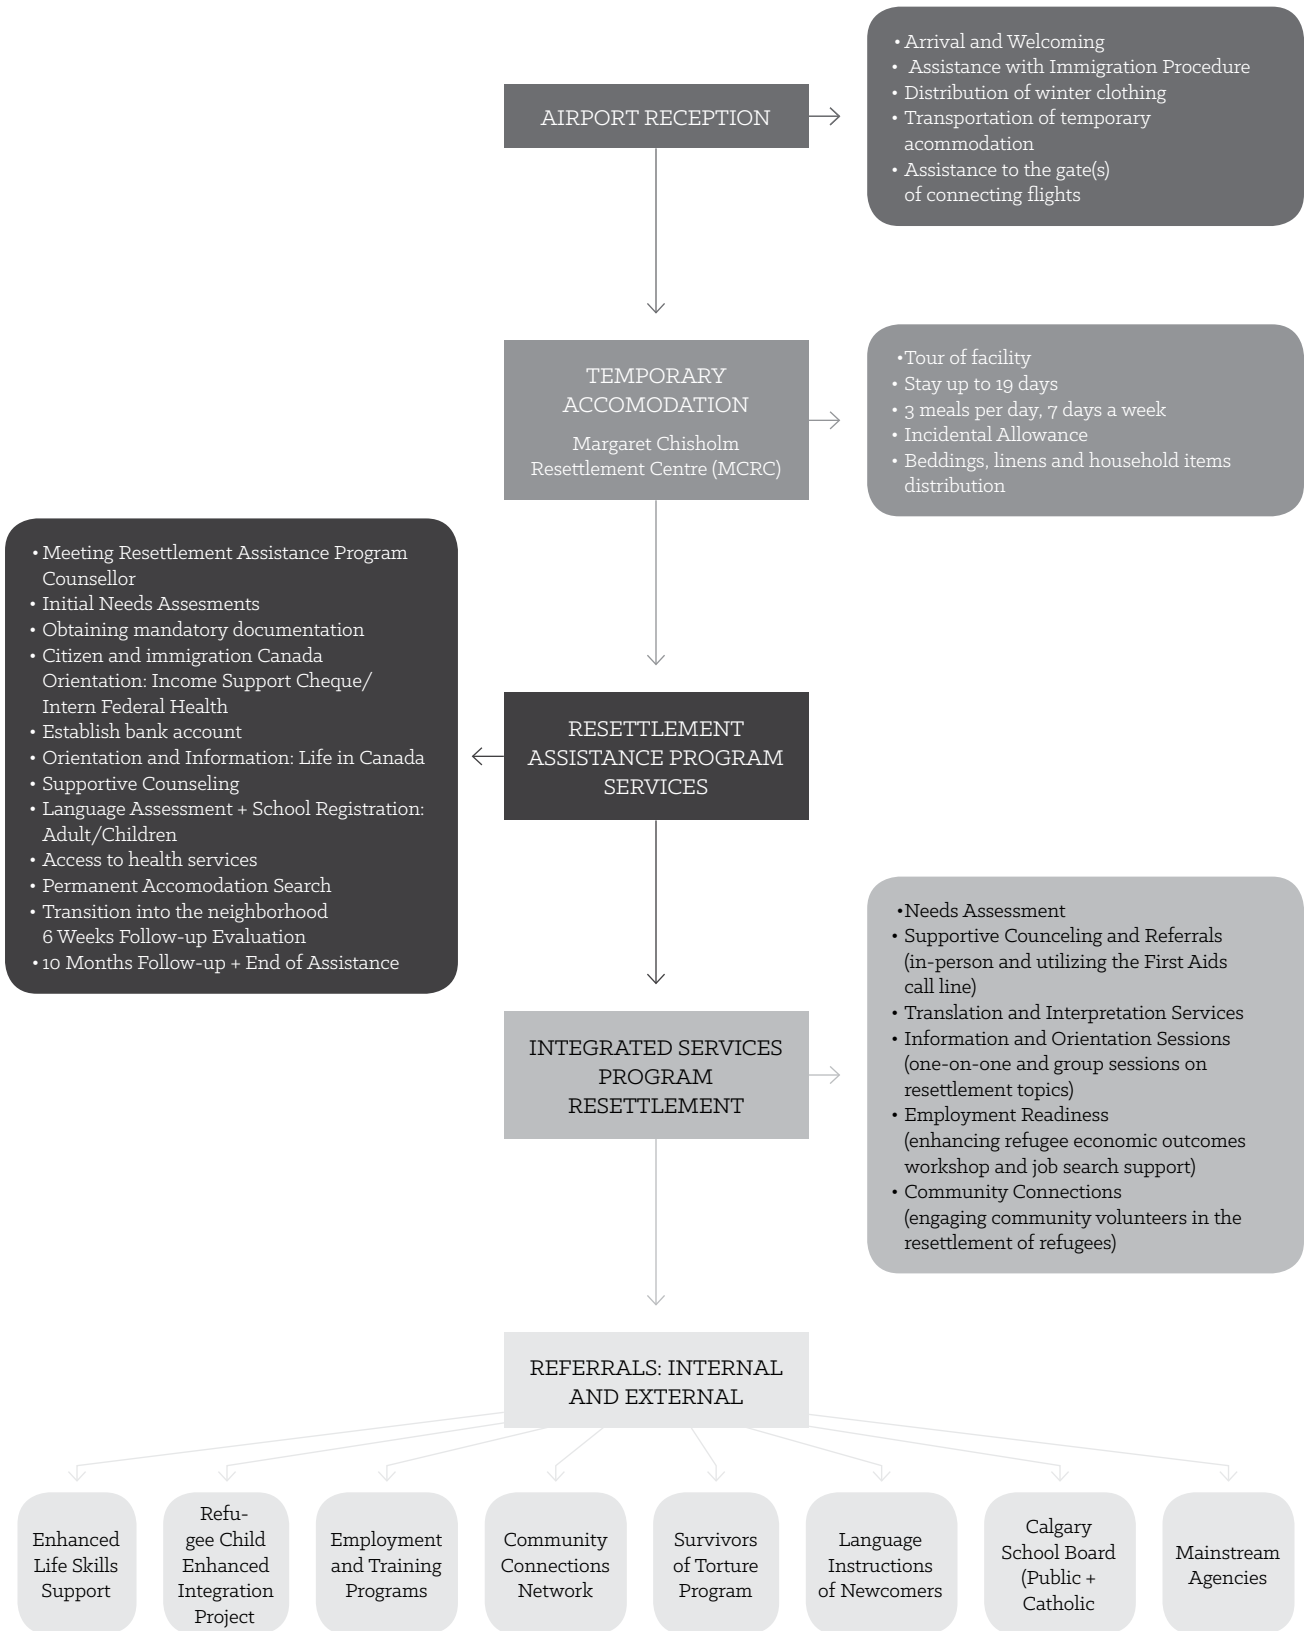 AIRPORT RECEPTION
• Arrival and Welcoming
• Assistance with Immigration Procedure
• Distribution of winter clothing
• Transportation of temporary
acommodation
• Assistance to the gate(s)
of connecting flights
TEMPORARY
ACCOMODATION
Margaret Chisholm
Resettlement Centre (MCRC)
•Tour of facility
• Stay up to 19 days
• 3 meals per day, 7 days a week
• Incidental Allowance
• Beddings, linens and household items
distribution
RESETTLEMENT
ASSISTANCE PROGRAM
SERVICES
• Meeting Resettlement Assistance Program
Counsellor
• Initial Needs Assesments
• Obtaining mandatory documentation
• Citizen and immigration Canada
Orientation: Income Support Cheque/
Intern Federal Health
• Establish bank account
• Orientation and Information: Life in Canada
• Supportive Counseling
• Language Assessment + School Registration:
Adult/Children
• Access to health services
• Permanent Accomodation Search
• Transition into the neighborhood
6 Weeks Follow-up Evaluation
• 10 Months Follow-up + End of Assistance
INTEGRATED SERVICES
PROGRAM
RESETTLEMENT
•Needs Assessment
• Supportive Counceling and Referrals
(in-person and utilizing the First Aids
call line)
• Translation and Interpretation Services
• Information and Orientation Sessions
(one-on-one and group sessions on
resettlement topics)
• Employment Readiness
(enhancing refugee economic outcomes
workshop and job search support)
• Community Connections
(engaging community volunteers in the
resettlement of refugees)
REFERRALS: INTERNAL
AND EXTERNAL
Enhanced
Life Skills
Support
Refu-
gee Child
Enhanced
Integration
Project
Employment
and Training
Programs
Community
Connections
Network
Survivors
of Torture
Program
Language
Instructions
of Newcomers
Calgary
School Board
(Public +
Catholic
Mainstream
Agencies